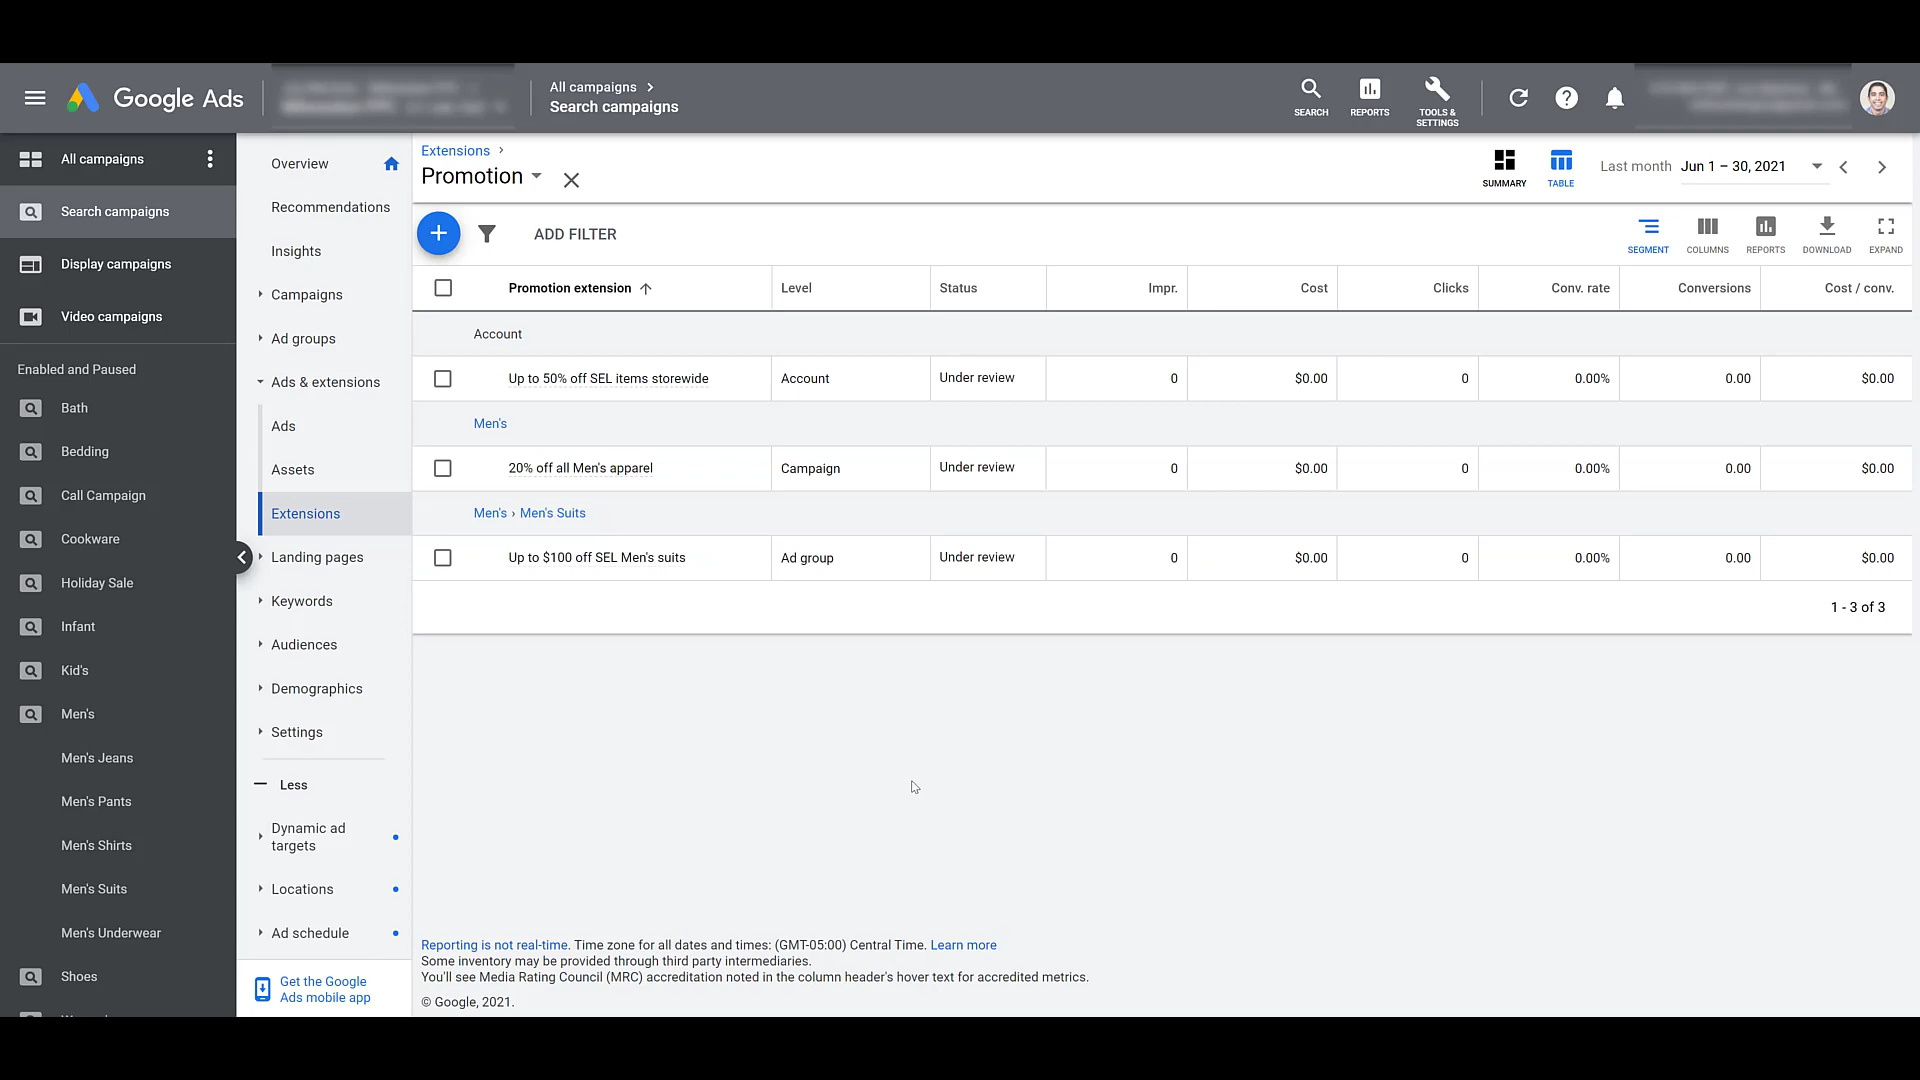 Google Ads
All campaigns
Search campaigns
SEARCH
REPORTS
TOOLS &
SETTINGS
All campaigns
Search campaigns
Display campaigns
Video campaigns
Enabled and Paused
Bath
Bedding
Call Campaign
Cookware
Holiday Sale
Infant
Kid's
Men's
Men's Jeans
Men's Pants
Men's Shirts
Men's Suits
Men's Underwear
Shoes
Overview
Recommendations
Insights
Campaigns
Ad groups
Ads & extensions
Ads
Assets
Extensions
Landing pages
Keywords
Audiences
Demographics
Settings
Less
Dynamic ad
targets
Locations
Ad schedule
Get the Google
Ads mobile app
Extensions
Promotion
SUMMARY
TABLE
Last month Jun 1 – 30, 2021
ADD FILTER
SEGMENT
COLUMNS
REPORTS
DOWNLOAD
EXPAND
Promotion extension Level Status Impr. Cost Clicks Conv. rate Conversions Cost / conv.
Account
Up to 50% off SEL items storewide Account Under review 0 $0.00 0 0.00% 0.00 $0.00
Men's
20% off all Men's apparel Campaign Under review 0 $0.00 0 0.00% 0.00 $0.00
Men's › Men's Suits
Up to $100 off SEL Men's suits Ad group Under review 0 $0.00 0 0.00% 0.00 $0.00
1 - 3 of 3
Reporting is not real-time. Time zone for all dates and times: (GMT-05:00) Central Time. Learn more
Some inventory may be provided through third party intermediaries.
You'll see Media Rating Council (MRC) accreditation noted in the column header's hover text for accredited metrics.
© Google, 2021.